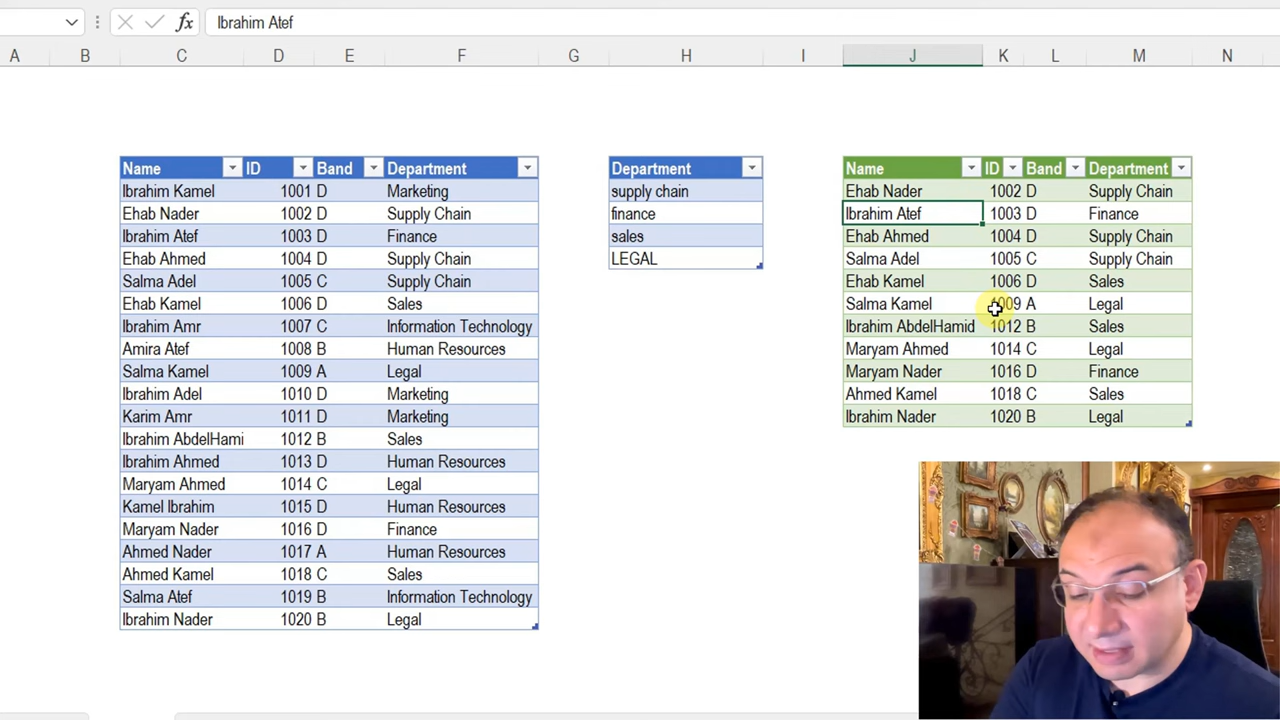 fx Ibrahim Atef
A B C D E F G H I J K L M N
Name ID Band Department
Ibrahim Kamel 1001 D Marketing
Ehab Nader 1002 D Supply Chain
Ibrahim Atef 1003 D Finance
Ehab Ahmed 1004 D Supply Chain
Salma Adel 1005 C Supply Chain
Ehab Kamel 1006 D Sales
Ibrahim Amr 1007 C Information Technology
Amira Atef 1008 B Human Resources
Salma Kamel 1009 A Legal
Ibrahim Adel 1010 D Marketing
Karim Amr 1011 D Marketing
Ibrahim AbdelHami 1012 B Sales
Ibrahim Ahmed 1013 D Human Resources
Maryam Ahmed 1014 C Legal
Kamel Ibrahim 1015 D Human Resources
Maryam Nader 1016 D Finance
Ahmed Nader 1017 A Human Resources
Ahmed Kamel 1018 C Sales
Salma Atef 1019 B Information Technology
Ibrahim Nader 1020 B Legal
Department
supply chain
finance
sales
LEGAL
Name ID Band Department
Ehab Nader 1002 D Supply Chain
Ibrahim Atef 1003 D Finance
Ehab Ahmed 1004 D Supply Chain
Salma Adel 1005 C Supply Chain
Ehab Kamel 1006 D Sales
Salma Kamel 1009 A Legal
Ibrahim AbdelHamid 1012 B Sales
Maryam Ahmed 1014 C Legal
Maryam Nader 1016 D Finance
Ahmed Kamel 1018 C Sales
Ibrahim Nader 1020 B Legal